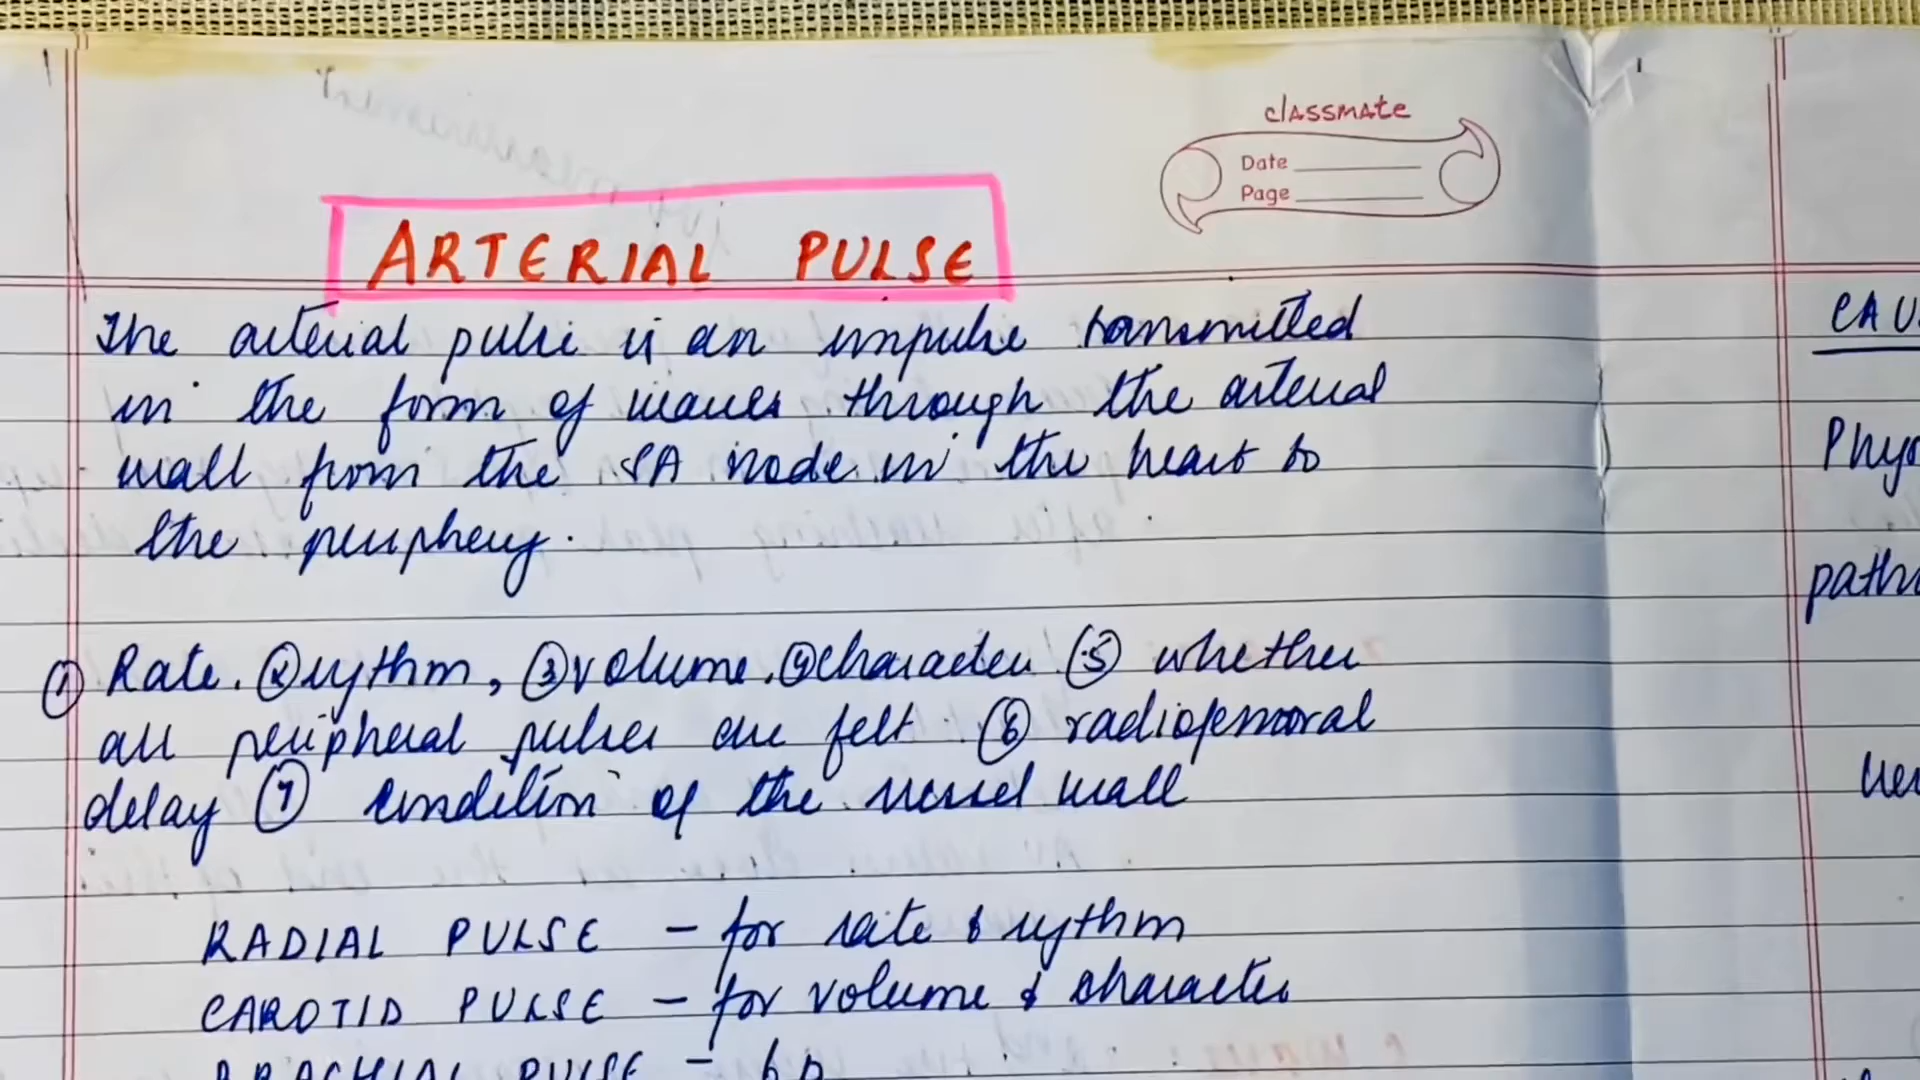 classmate
Date
Page
ARTERIAL PULSE
The arterial pulse is an impulse transmitted
in the form of waves through the arterial
wall from the SA node in the heart to
the periphery.
① Rate. ② rythm, ③ volume. ④ character ⑤ whether
all peripheral pulses are felt. ⑥ radiofemoral
delay ⑦ condition of the vessel wall
RADIAL PULSE - for rate & rythm
CAROTID PULSE - for volume & character
BRACHIAL PULSE - bp